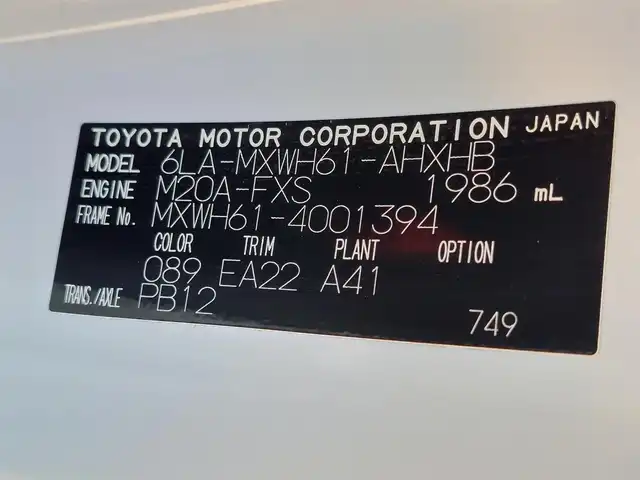 TOYOTA MOTOR CORPORATION JAPAN
MODEL 6LA-MXWH61-AHXHB
ENGINE M20A-FXS 1986 mL
FRAME No. MXWH61-4001394
COLOR TRIM PLANT OPTION
089 EA22 A41
TRANS./AXLE PB12
749